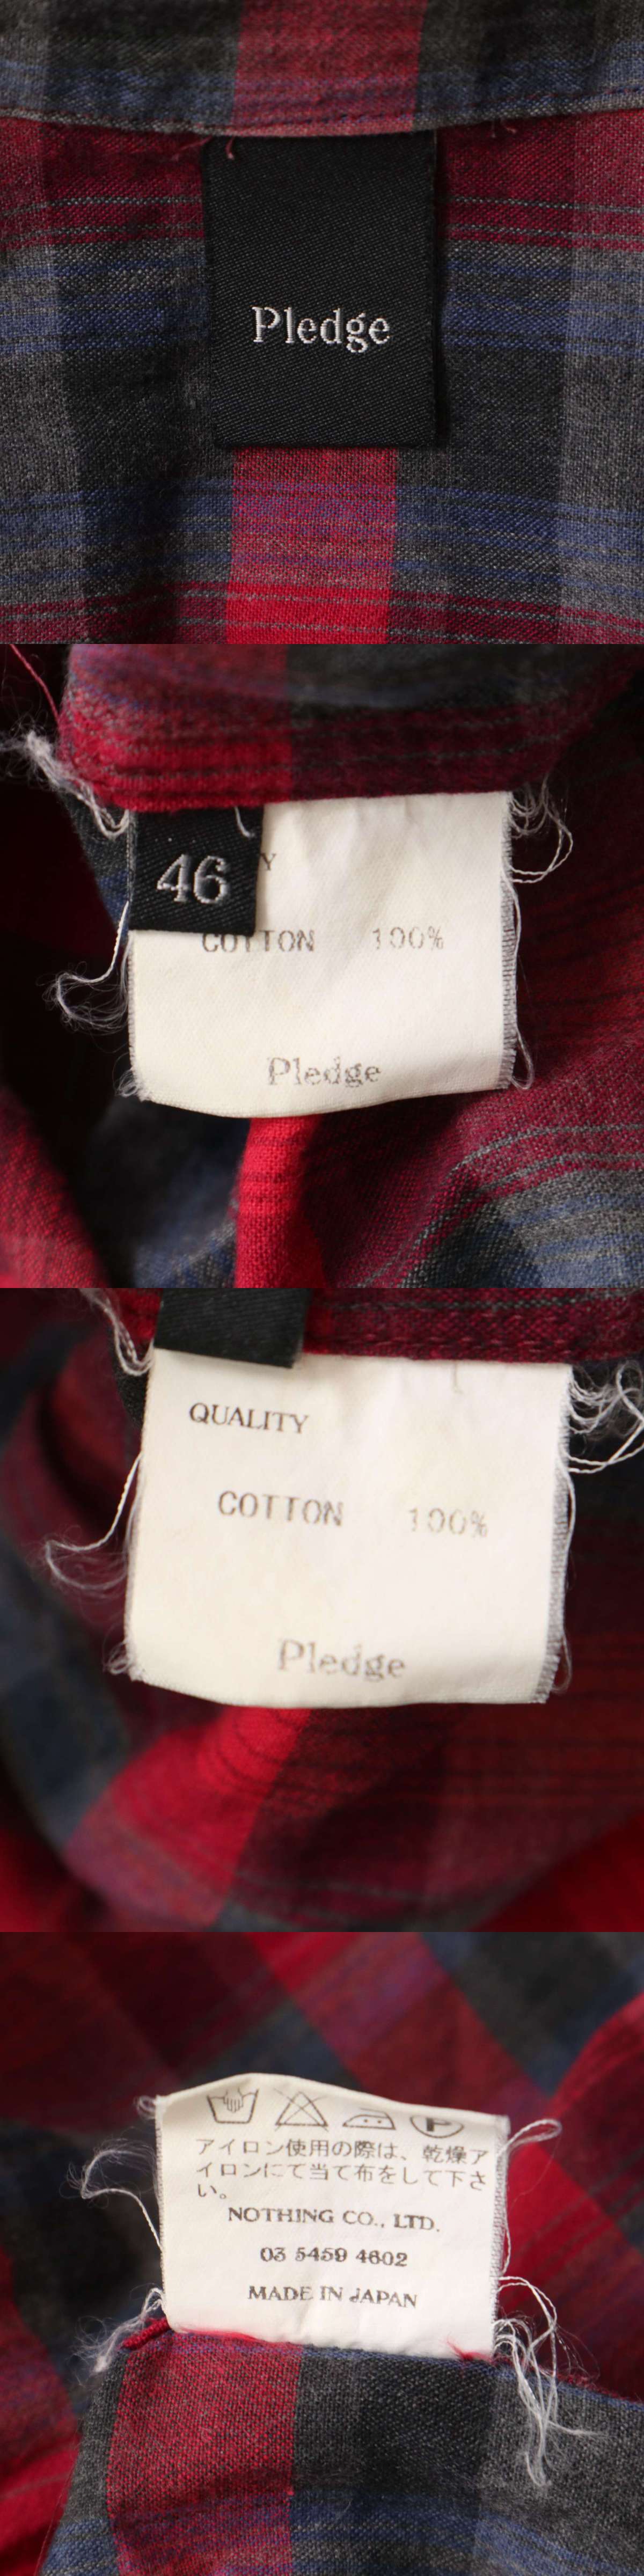 Pledge
46
Y
COTTON 100%
Pledge
QUALITY
COTTON 100%
Pledge
P
アイロン使用の際は、乾燥ア
イロンにて当て布をして下さ
い。
NOTHING CO., LTD.
03 5459 4602
MADE IN JAPAN